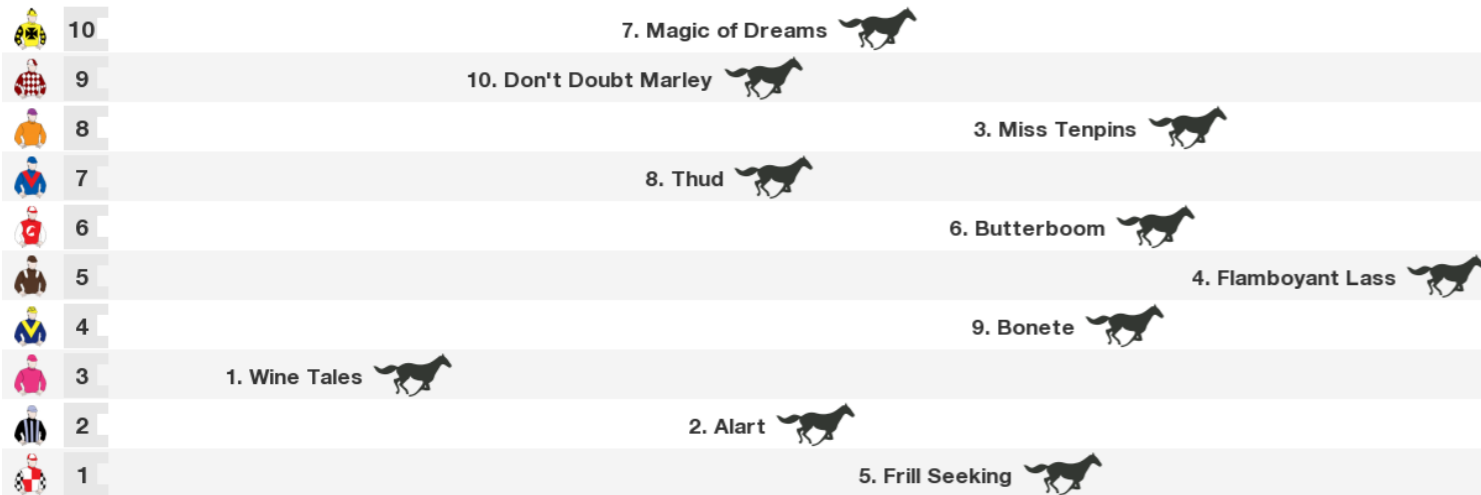 10 7. Magic of Dreams
9 10. Don't Doubt Marley
8 3. Miss Tenpins
7 8. Thud
6 6. Butterboom
5 4. Flamboyant Lass
4 9. Bonete
3 1. Wine Tales
2 2. Alart
1 5. Frill Seeking